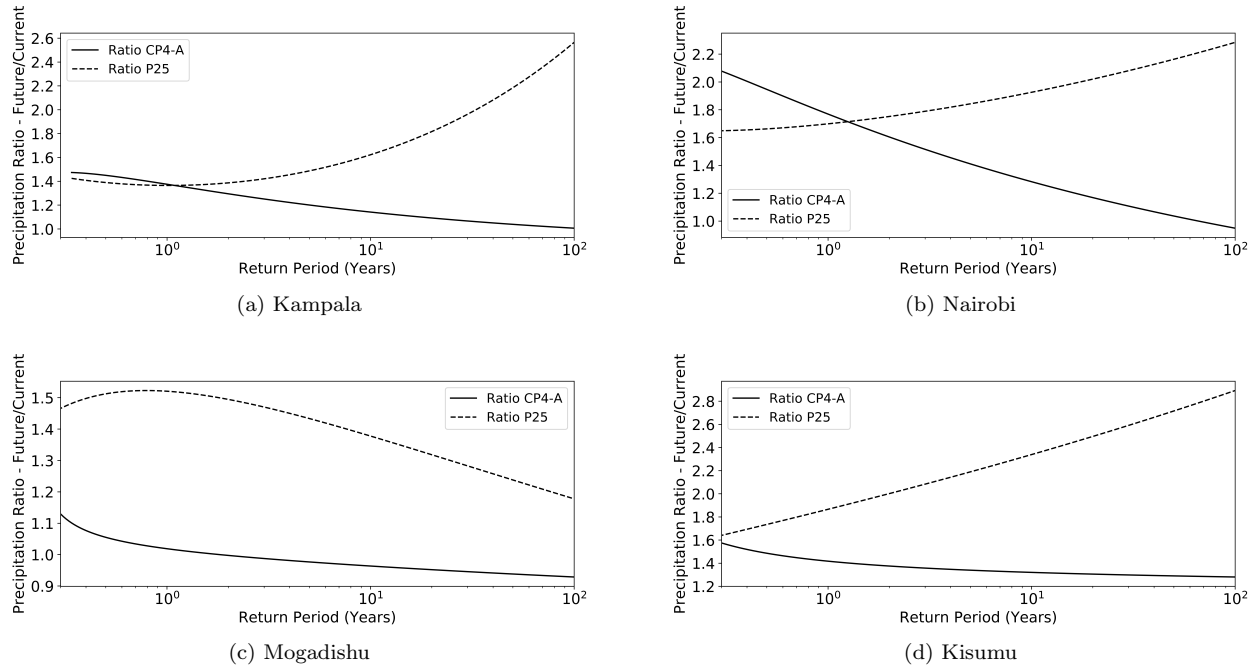 Precipitation Ratio - Future/Current
2.6
2.4
2.2
2.0
1.8
1.6
1.4
1.2
1.0
Ratio CP4-A
Ratio P25
10⁰
10¹
10²
Return Period (Years)
(a) Kampala
Precipitation Ratio - Future/Current
2.2
2.0
1.8
1.6
1.4
1.2
1.0
Ratio CP4-A
Ratio P25
10⁰
10¹
10²
Return Period (Years)
(b) Nairobi
Precipitation Ratio - Future/Current
1.5
1.4
1.3
1.2
1.1
1.0
0.9
Ratio CP4-A
Ratio P25
10⁰
10¹
10²
Return Period (Years)
(c) Mogadishu
Precipitation Ratio - Future/Current
2.8
2.6
2.4
2.2
2.0
1.8
1.6
1.4
1.2
Ratio CP4-A
Ratio P25
10⁰
10¹
10²
Return Period (Years)
(d) Kisumu